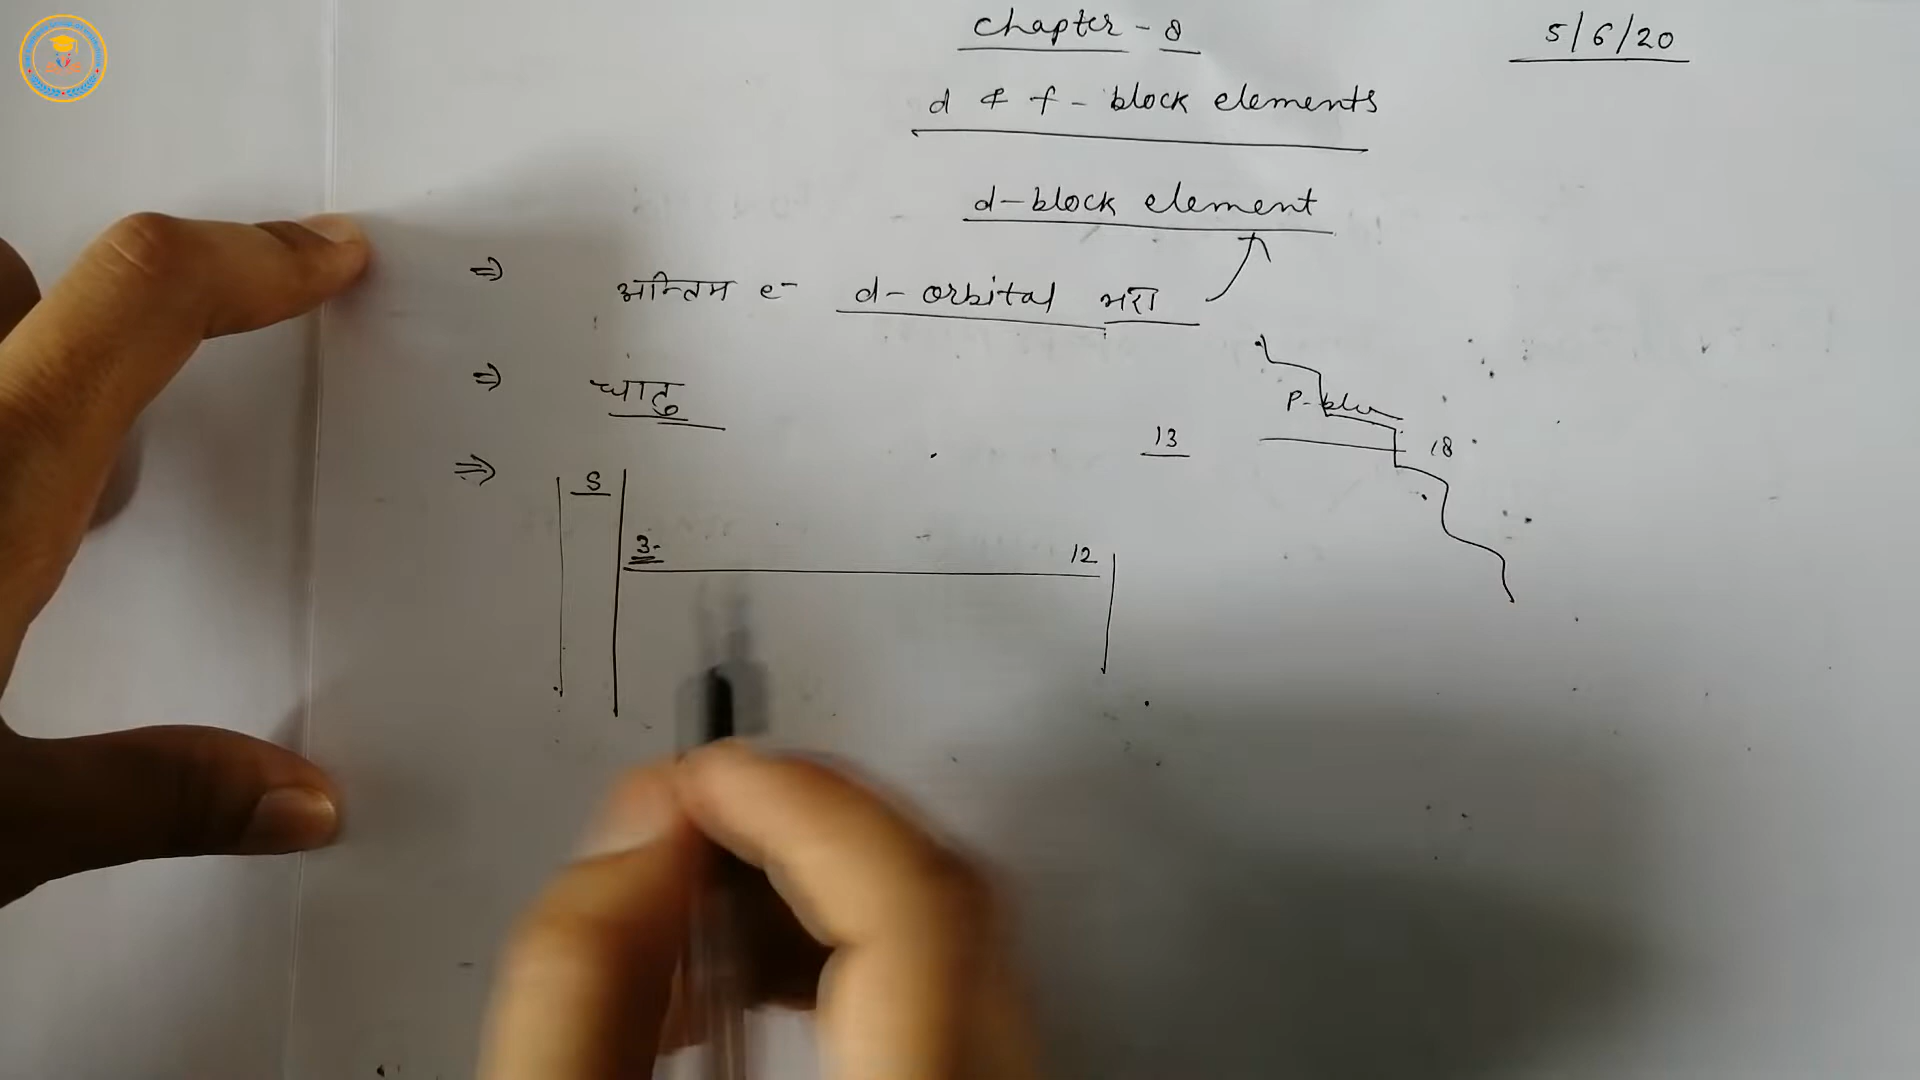 chapter - 8
5/6/20
d & f - block elements
d-block element
⇒ अन्तिम e- d-orbital भरा
⇒ धातु
P-
13 18
⇒ S
3- 12